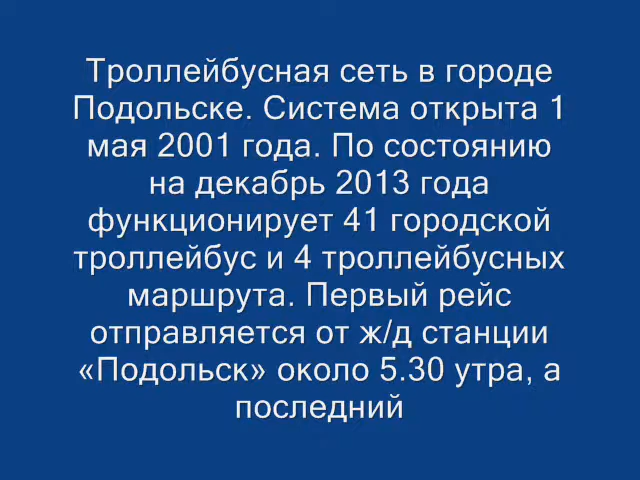 Троллейбусная сеть в городе
Подольске. Система открыта 1
мая 2001 года. По состоянию
на декабрь 2013 года
функционирует 41 городской
троллейбус и 4 троллейбусных
маршрута. Первый рейс
отправляется от ж/д станции
«Подольск» около 5.30 утра, а
последний